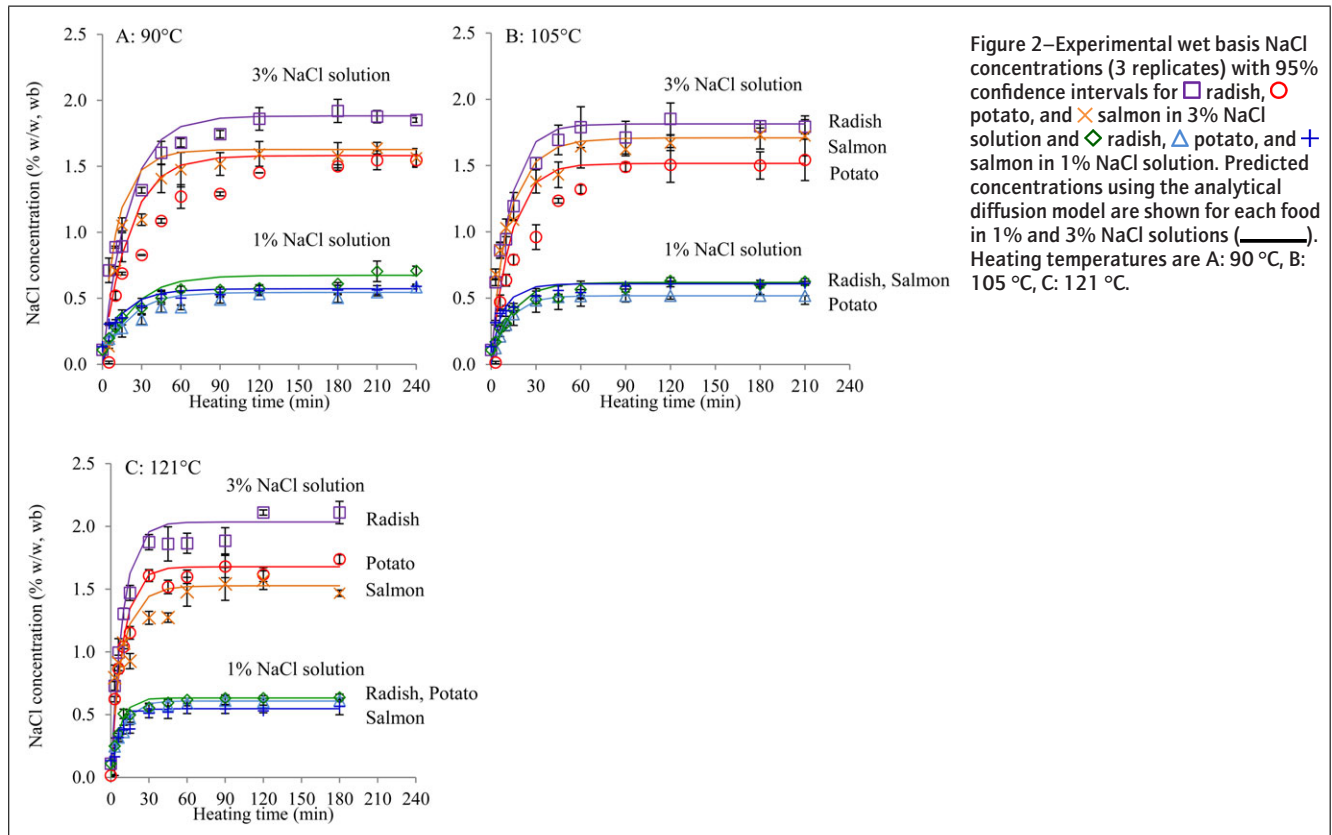 A: 90°C
3% NaCl solution
1% NaCl solution
NaCl concentration (% w/w, wb)
2.5
2.0
1.5
1.0
0.5
0.0
0 30 60 90 120 150 180 210 240
Heating time (min)
B: 105°C
3% NaCl solution
Radish
Salmon
Potato
1% NaCl solution
Radish, Salmon
Potato
2.5
2.0
1.5
1.0
0.5
0.0
0 30 60 90 120 150 180 210 240
Heating time (min)
Figure 2–Experimental wet basis NaCl
concentrations (3 replicates) with 95%
confidence intervals for radish,
potato, and salmon in 3% NaCl
solution and radish, potato, and
salmon in 1% NaCl solution. Predicted
concentrations using the analytical
diffusion model are shown for each food
in 1% and 3% NaCl solutions (______).
Heating temperatures are A: 90 °C, B:
105 °C, C: 121 °C.
C: 121°C
3% NaCl solution
Radish
Potato
Salmon
1% NaCl solution
Radish, Potato
Salmon
NaCl concentration (% w/w, wb)
2.5
2.0
1.5
1.0
0.5
0.0
0 30 60 90 120 150 180 210 240
Heating time (min)